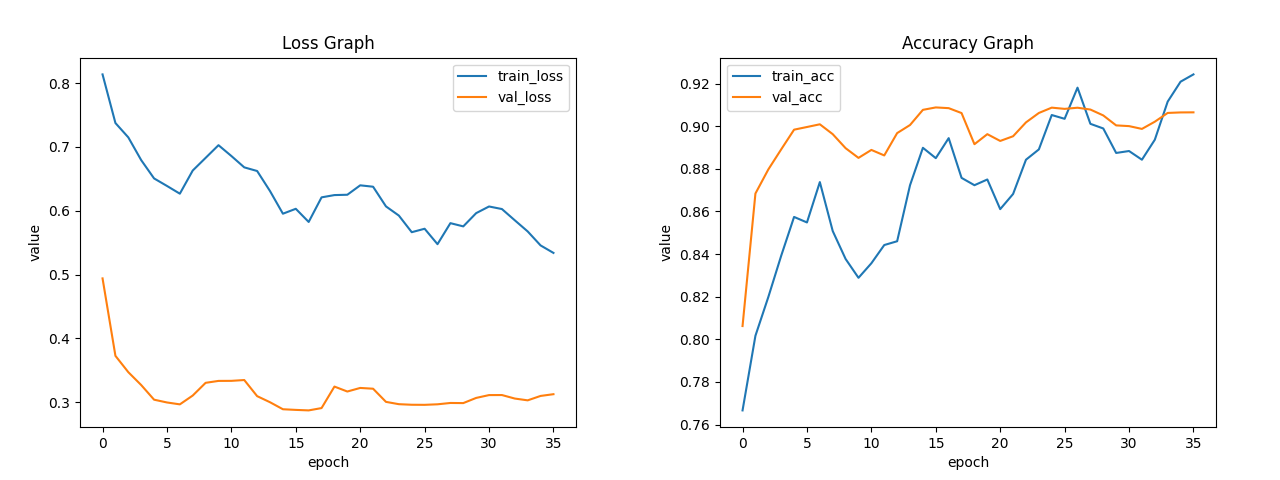 Loss Graph
train_loss
val_loss
value
0.8
0.7
0.6
0.5
0.4
0.3
0 5 10 15 20 25 30 35
epoch
Accuracy Graph
train_acc
val_acc
value
0.92
0.90
0.88
0.86
0.84
0.82
0.80
0.78
0.76
0 5 10 15 20 25 30 35
epoch